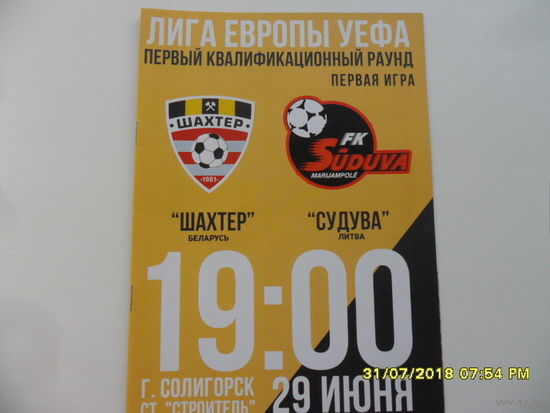 ЛИГА ЕВРОПЫ УЕФА
ПЕРВЫЙ КВАЛИФИКАЦИОННЫЙ РАУНД
ПЕРВАЯ ИГРА
ШАХТЕР
·1961·
FK
SŪDUVA
MARIJAMPOLĖ
"ШАХТЕР"
БЕЛАРУСЬ
"СУДУВА"
ЛИТВА
19:00
31/07/2018 07:54 PM
Г. СОЛИГОРСК
СТ. "СТРОИТЕЛЬ"
29 ИЮНЯ